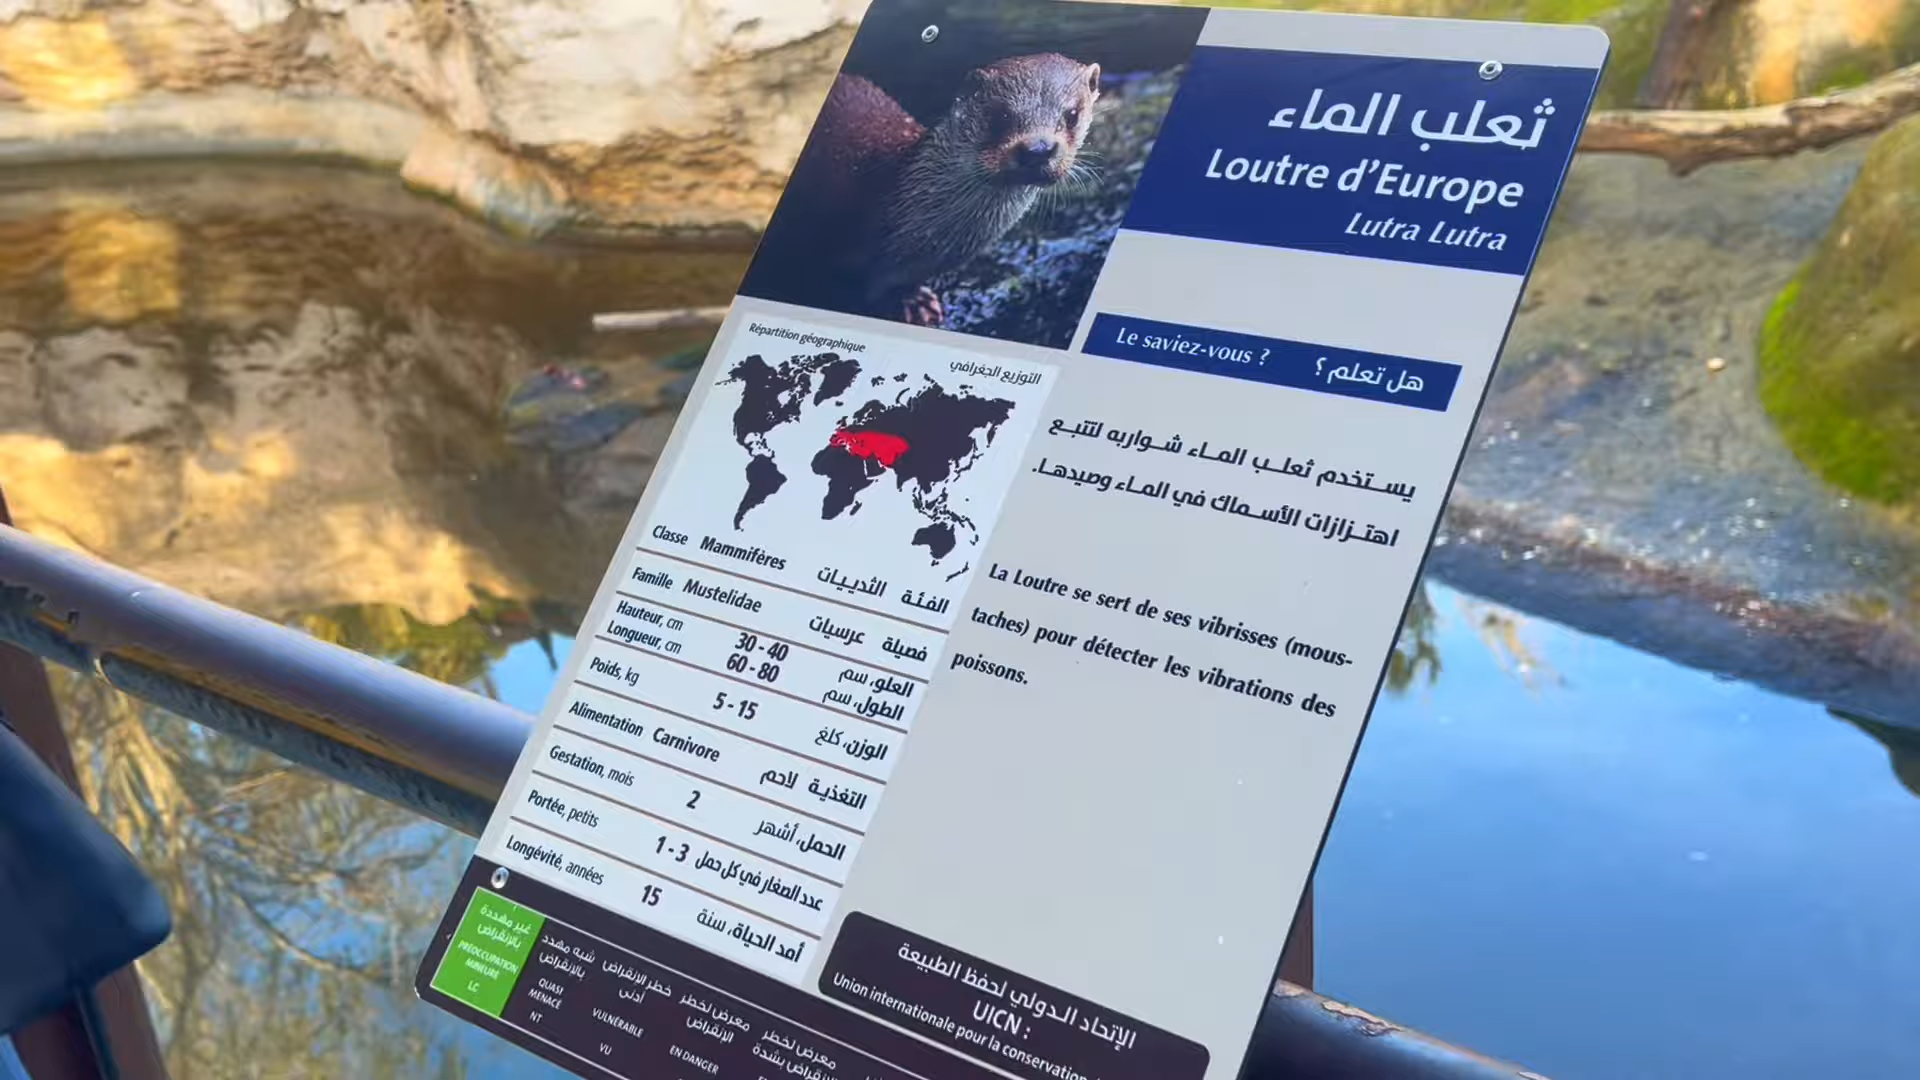 ثعلب الماء
Loutre d'Europe
Lutra Lutra
Répartition géographique
التوزيع الجغرافي
Le saviez-vous ? هل تعلم ؟
يستخدم ثعلب الماء شواربه لتتبع
اهتزازات الأسماك في الماء وصيدها.
La Loutre se sert de ses vibrisses (mous-
taches) pour détecter les vibrations des
poissons.
Classe Mammifères الفئة الثدييات
Famille Mustelidae فصيلة عرسيات
Hauteur, cm 30 - 40 العلو، سم
Longueur, cm 60 - 80 الطول، سم
Poids, kg 5 - 15 الوزن، كلغ
Alimentation Carnivore التغذية لاحم
Gestation, mois 2 الحمل، أشهر
Portée, petits 1 - 3 عدد الصغار في كل حمل
Longévité, années 15 أمد الحياة، سنة
غير مهددة
بالإنقراض
PRÉOCCUPATION
MINEURE
LC
شبه مهدد
بالإنقراض
QUASI
MENACÉ
NT
خطر الإنقراض
أدنى
VULNÉRABLE
VU
معرض لخطر
الإنقراض
EN DANGER
معرض لخطر
الإنقراض بشدة
الإتحاد الدولي لحفظ الطبيعة
UICN :
Union internationale pour la conservation